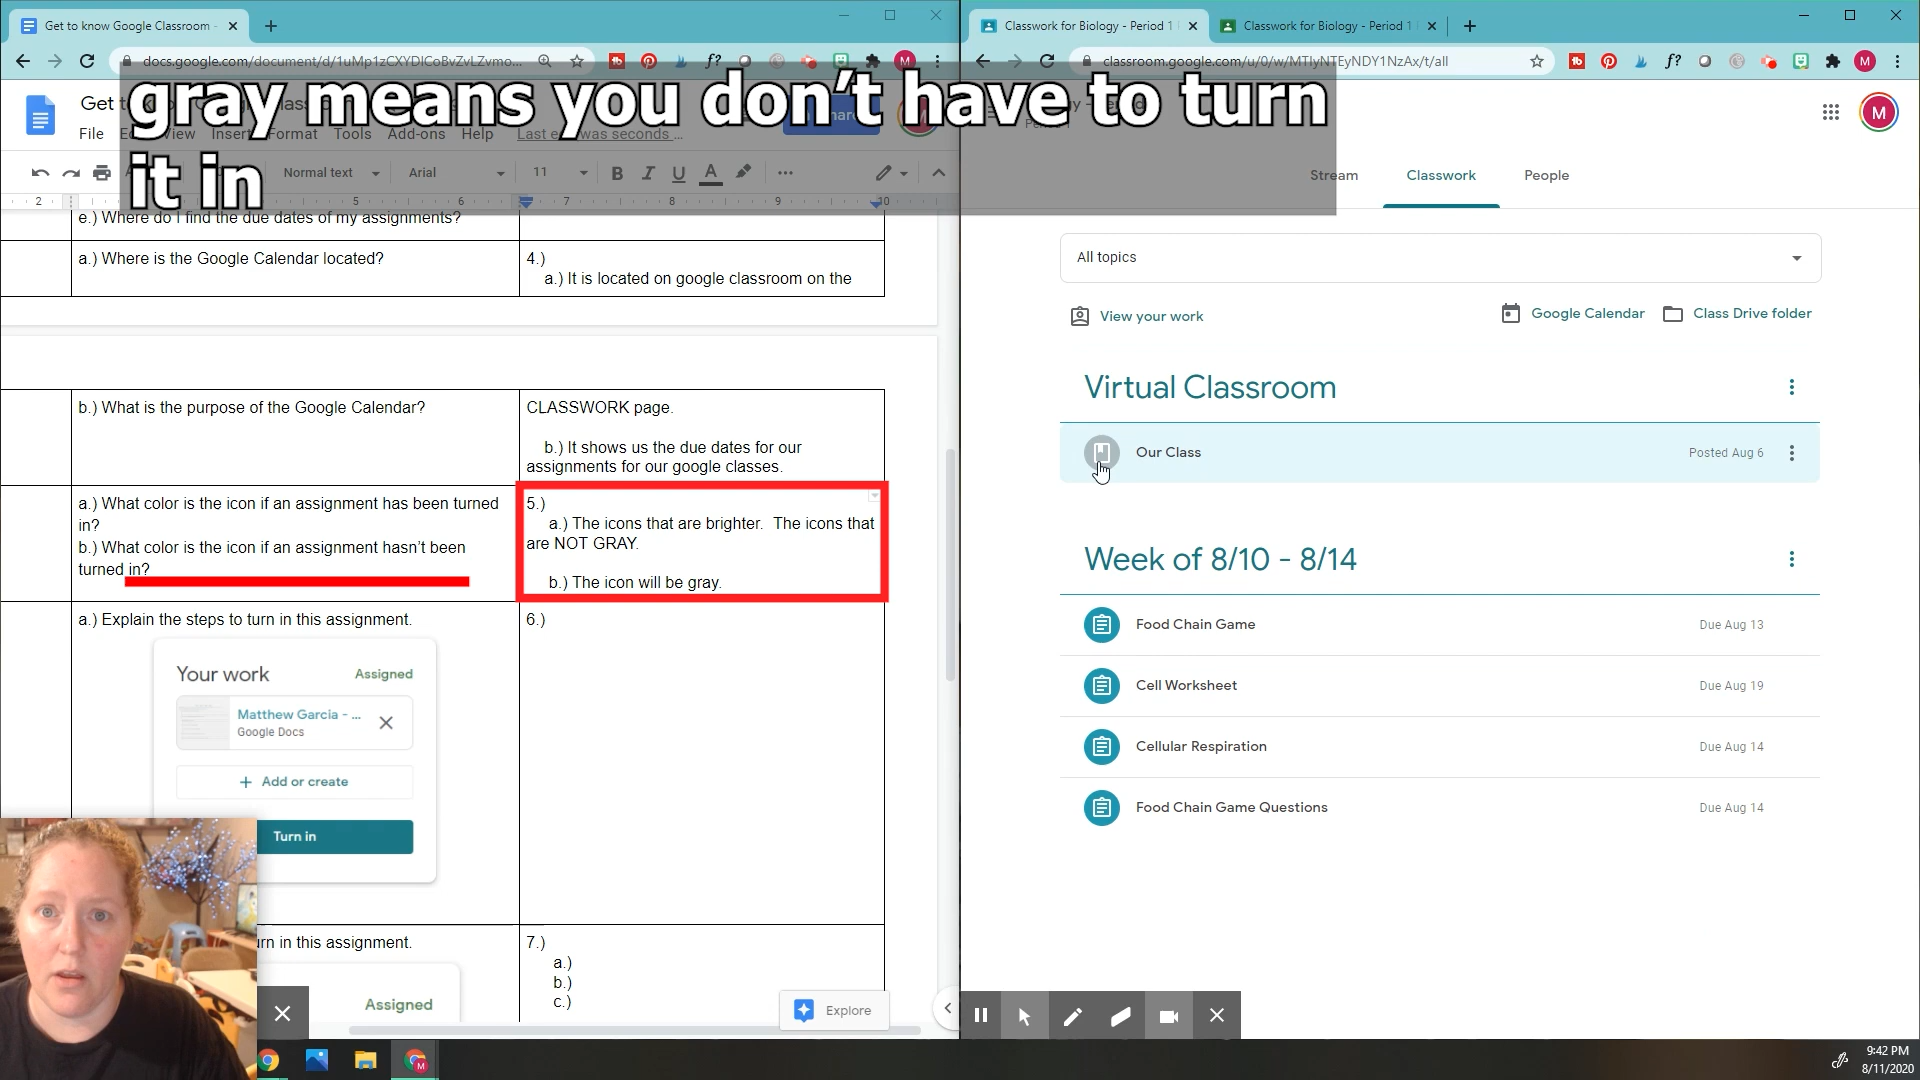 Get to know Google Classroom -
docs.google.com/document/d/1uMp1zCXYDICoBvZvLZvmo...
gray means you don't have to turn
it in
File
View
Insert
Format
Tools
Add-ons
Help
Normal text
Arial
11
B I U A
2
5
6
7
8
9
10
e.) Where do I find the due dates of my assignments?
a.) Where is the Google Calendar located?
4.)
a.) It is located on google classroom on the
b.) What is the purpose of the Google Calendar?
CLASSWORK page.
b.) It shows us the due dates for our
assignments for our google classes.
a.) What color is the icon if an assignment has been turned
in?
b.) What color is the icon if an assignment hasn't been
turned in?
5.)
a.) The icons that are brighter. The icons that
are NOT GRAY.
b.) The icon will be gray.
a.) Explain the steps to turn in this assignment.
6.)
Your work
Assigned
Matthew Garcia - ...
Google Docs
+ Add or create
Turn in
urn in this assignment.
7.)
a.)
b.)
c.)
Assigned
Explore
Classwork for Biology - Period 1
Classwork for Biology - Period 1
classroom.google.com/u/0/w/MTIyNTEyNDY1NzAx/t/all
M
M
Stream
Classwork
People
All topics
View your work
Google Calendar
Class Drive folder
Virtual Classroom
Our Class
Posted Aug 6
Week of 8/10 - 8/14
Food Chain Game
Due Aug 13
Cell Worksheet
Due Aug 19
Cellular Respiration
Due Aug 14
Food Chain Game Questions
Due Aug 14
9:42 PM
8/11/2020